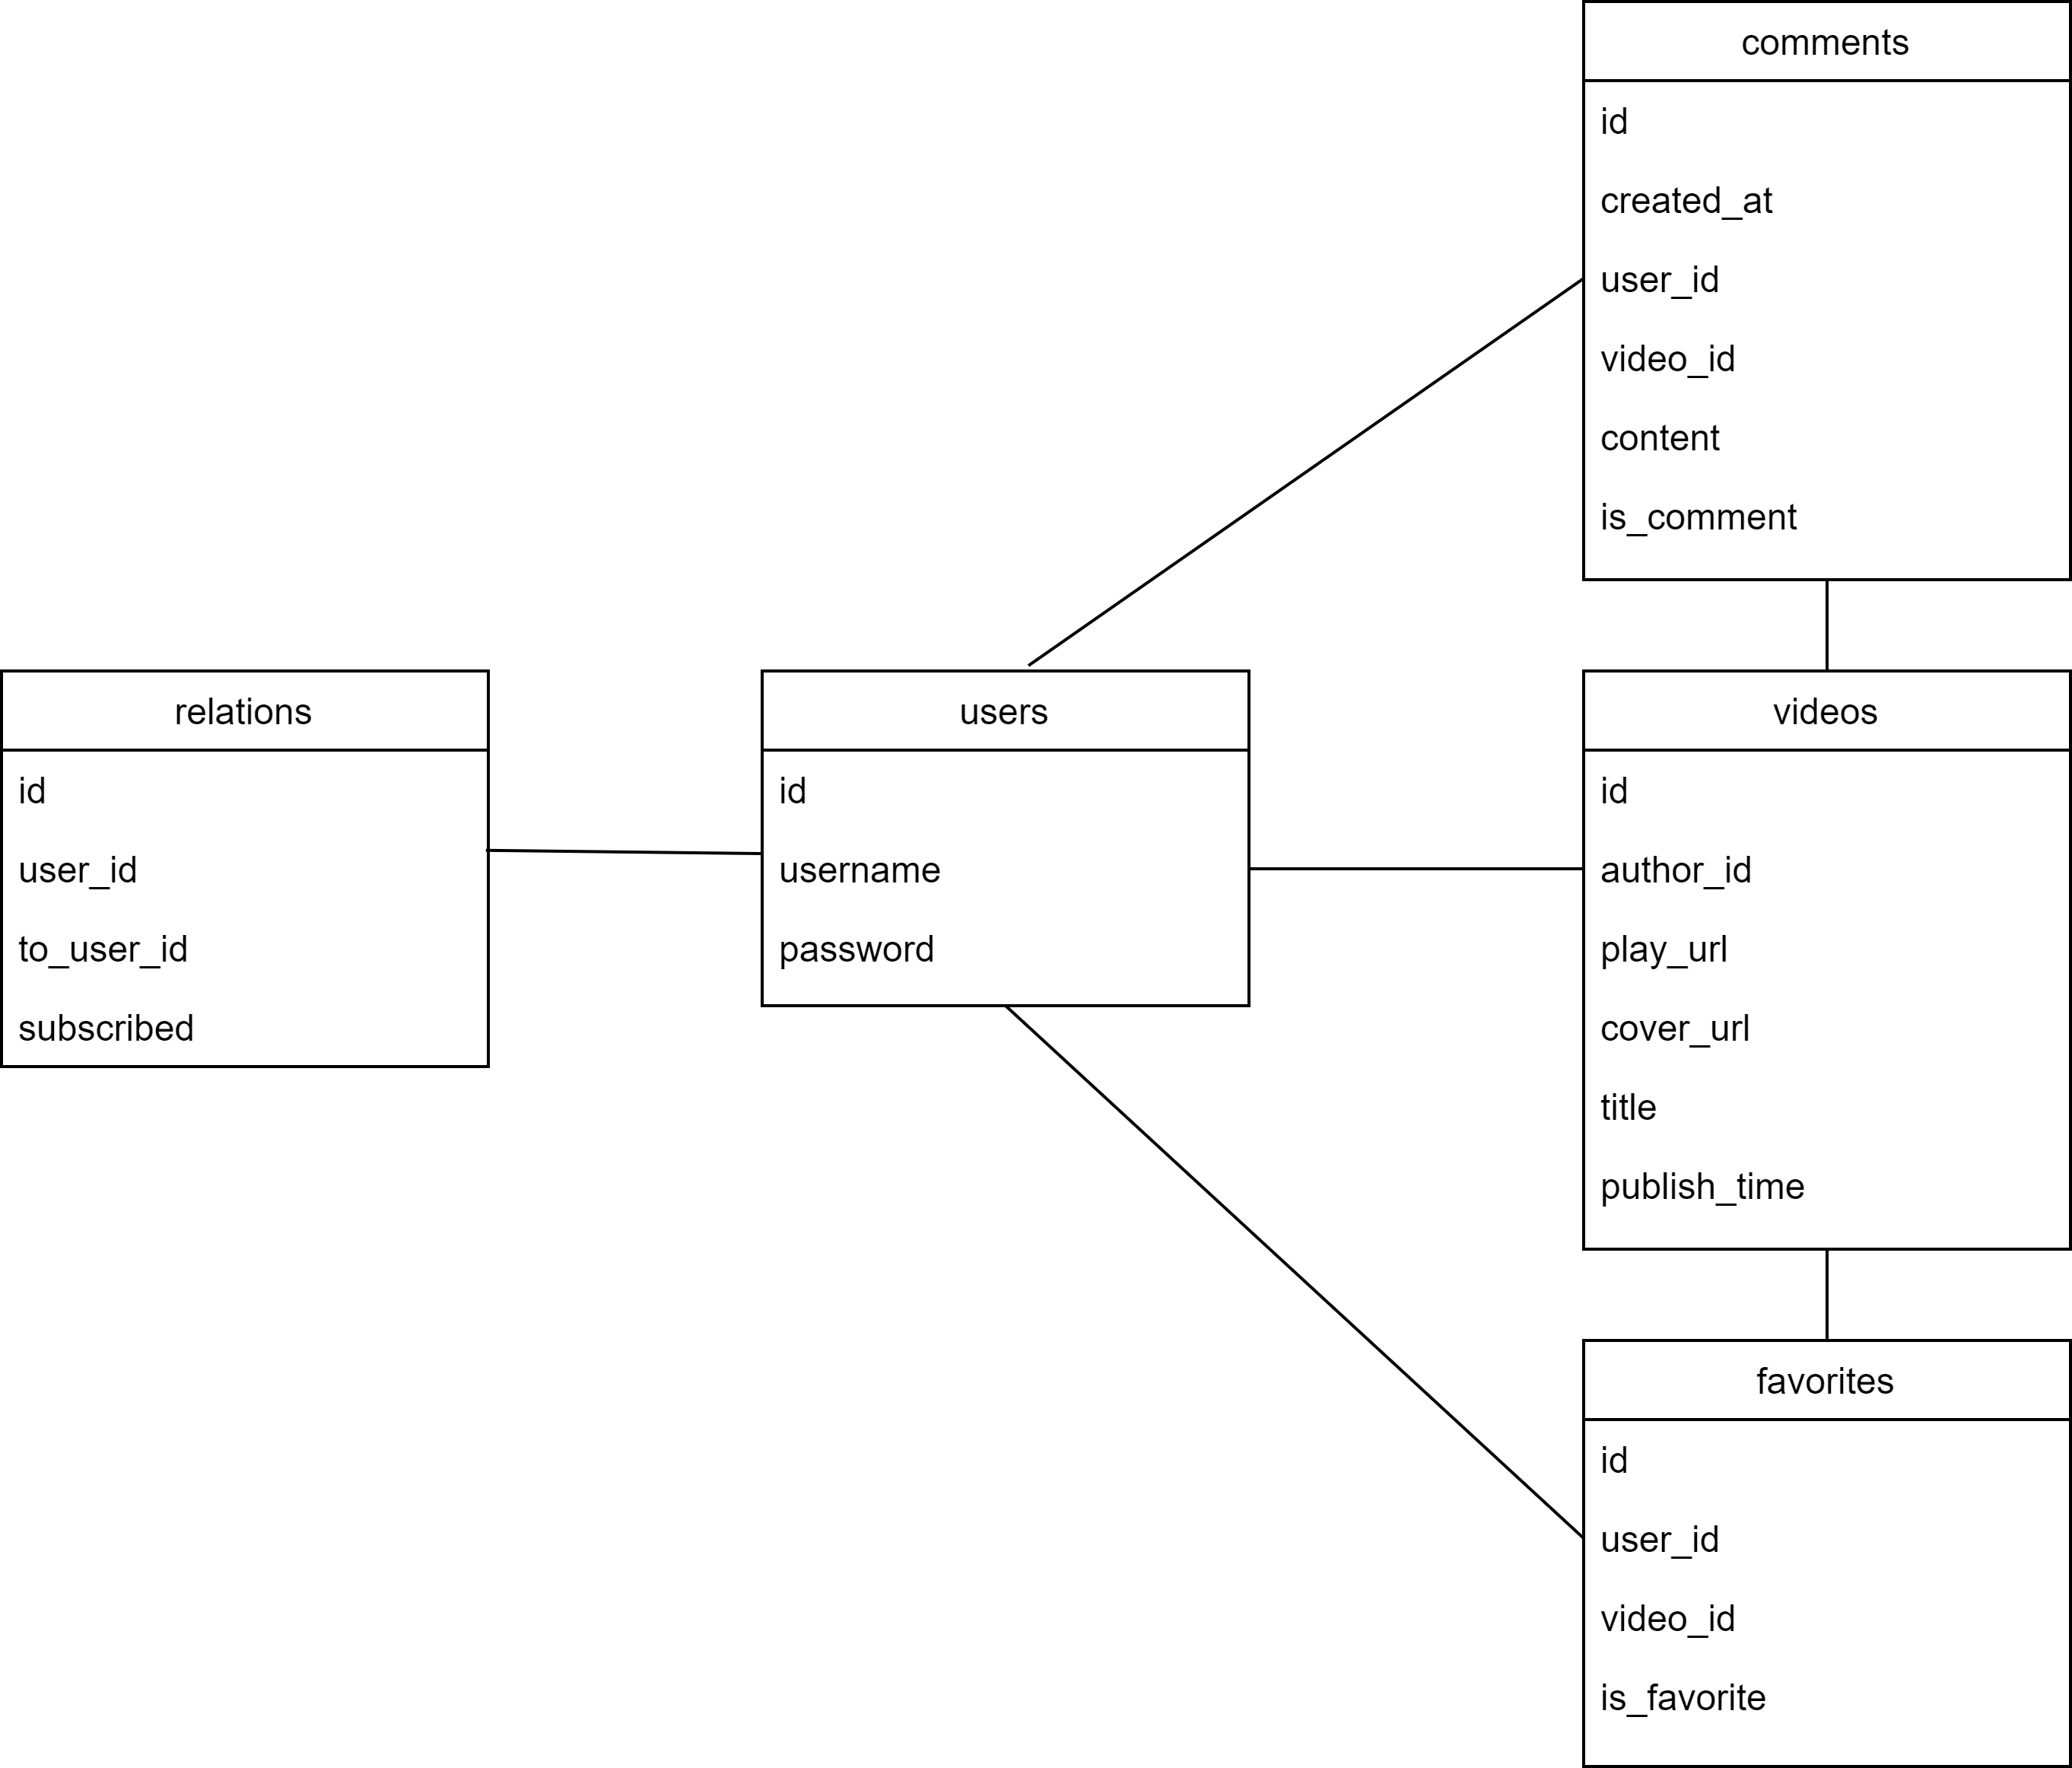 comments
id
created_at
user_id
video_id
content
is_comment
relations
id
user_id
to_user_id
subscribed
users
id
username
password
videos
id
author_id
play_url
cover_url
title
publish_time
favorites
id
user_id
video_id
is_favorite